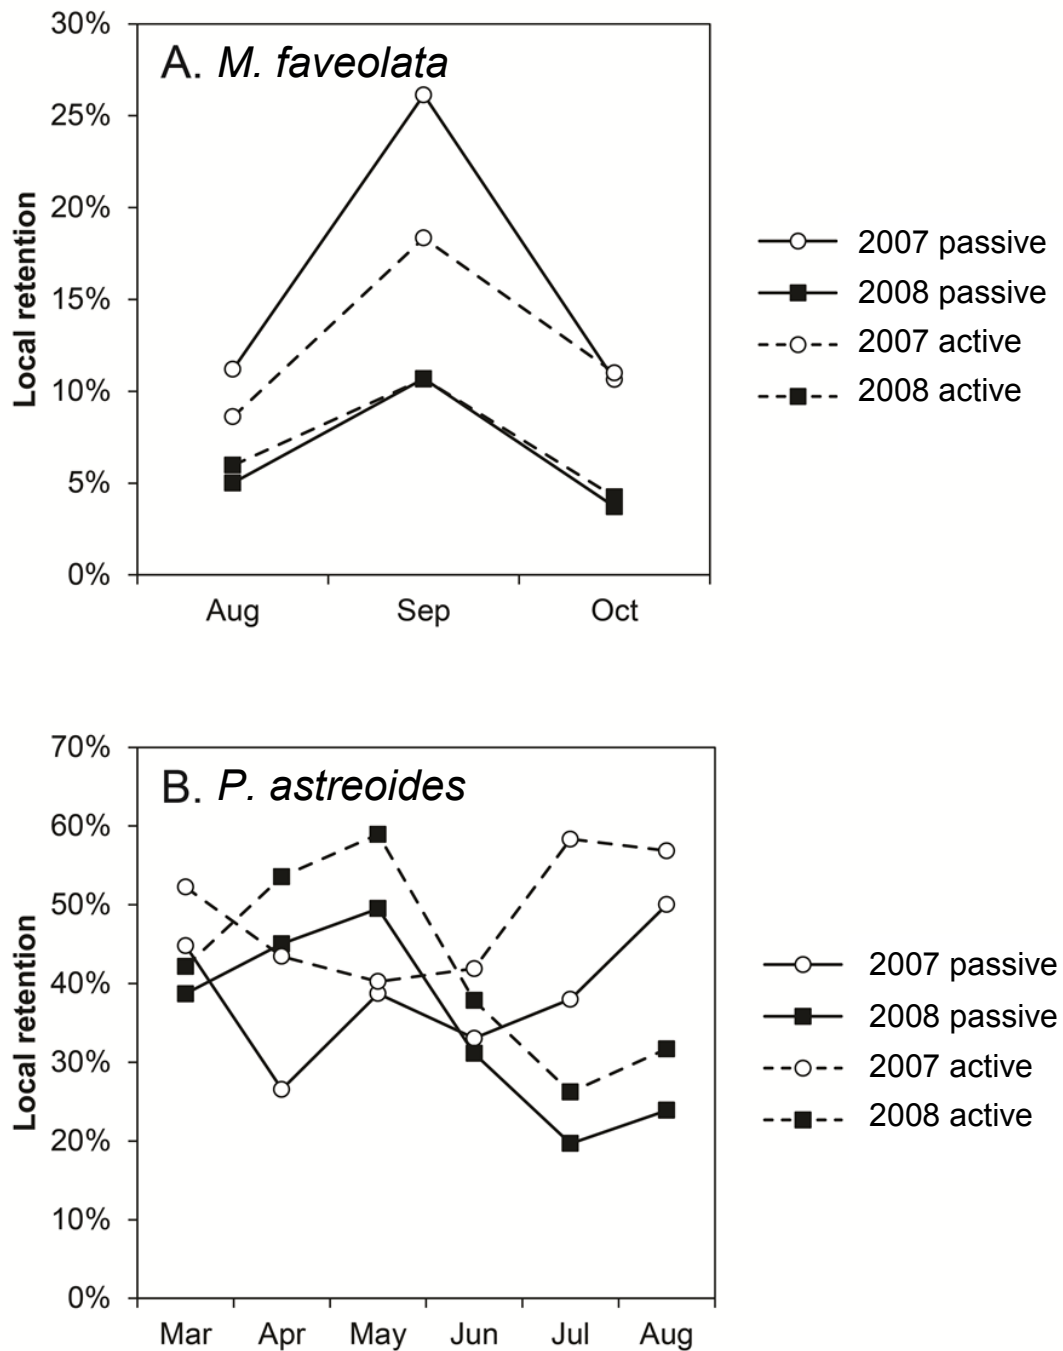 30%
A. M. faveolata
25%
20%
15%
10%
5%
0%
Local retention
Aug Sep Oct
2007 passive
2008 passive
2007 active
2008 active
70%
B. P. astreoides
60%
50%
40%
30%
20%
10%
0%
Local retention
Mar Apr May Jun Jul Aug
2007 passive
2008 passive
2007 active
2008 active